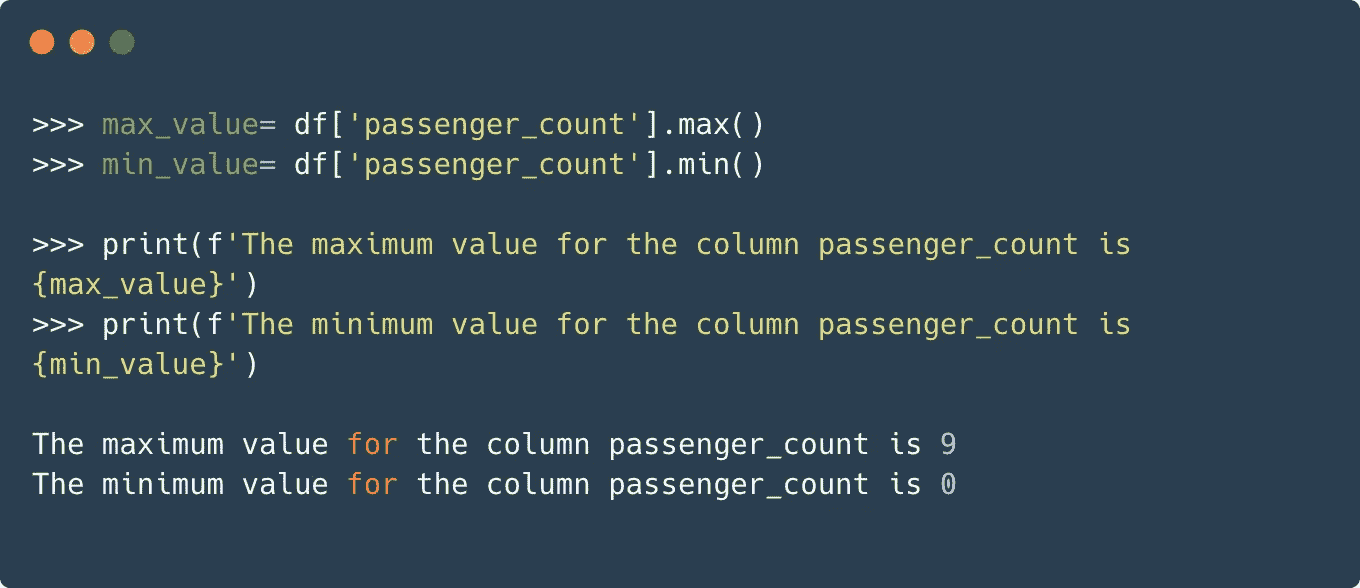 >>> max_value= df['passenger_count'].max()
>>> min_value= df['passenger_count'].min()
>>> print(f'The maximum value for the column passenger_count is
{max_value}')
>>> print(f'The minimum value for the column passenger_count is
{min_value}')
The maximum value for the column passenger_count is 9
The minimum value for the column passenger_count is 0